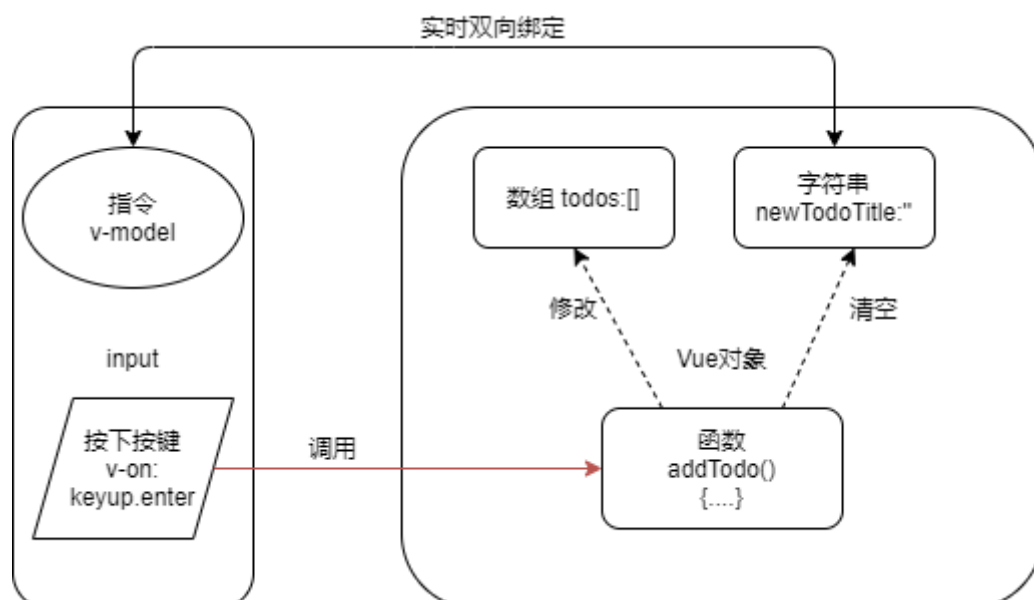 实时双向绑定
指令
v-model
数组 todos:[]
字符串
newTodoTitle:''
修改
清空
input
Vue对象
按下按键
v-on:
keyup.enter
调用
函数
addTodo()
{....}